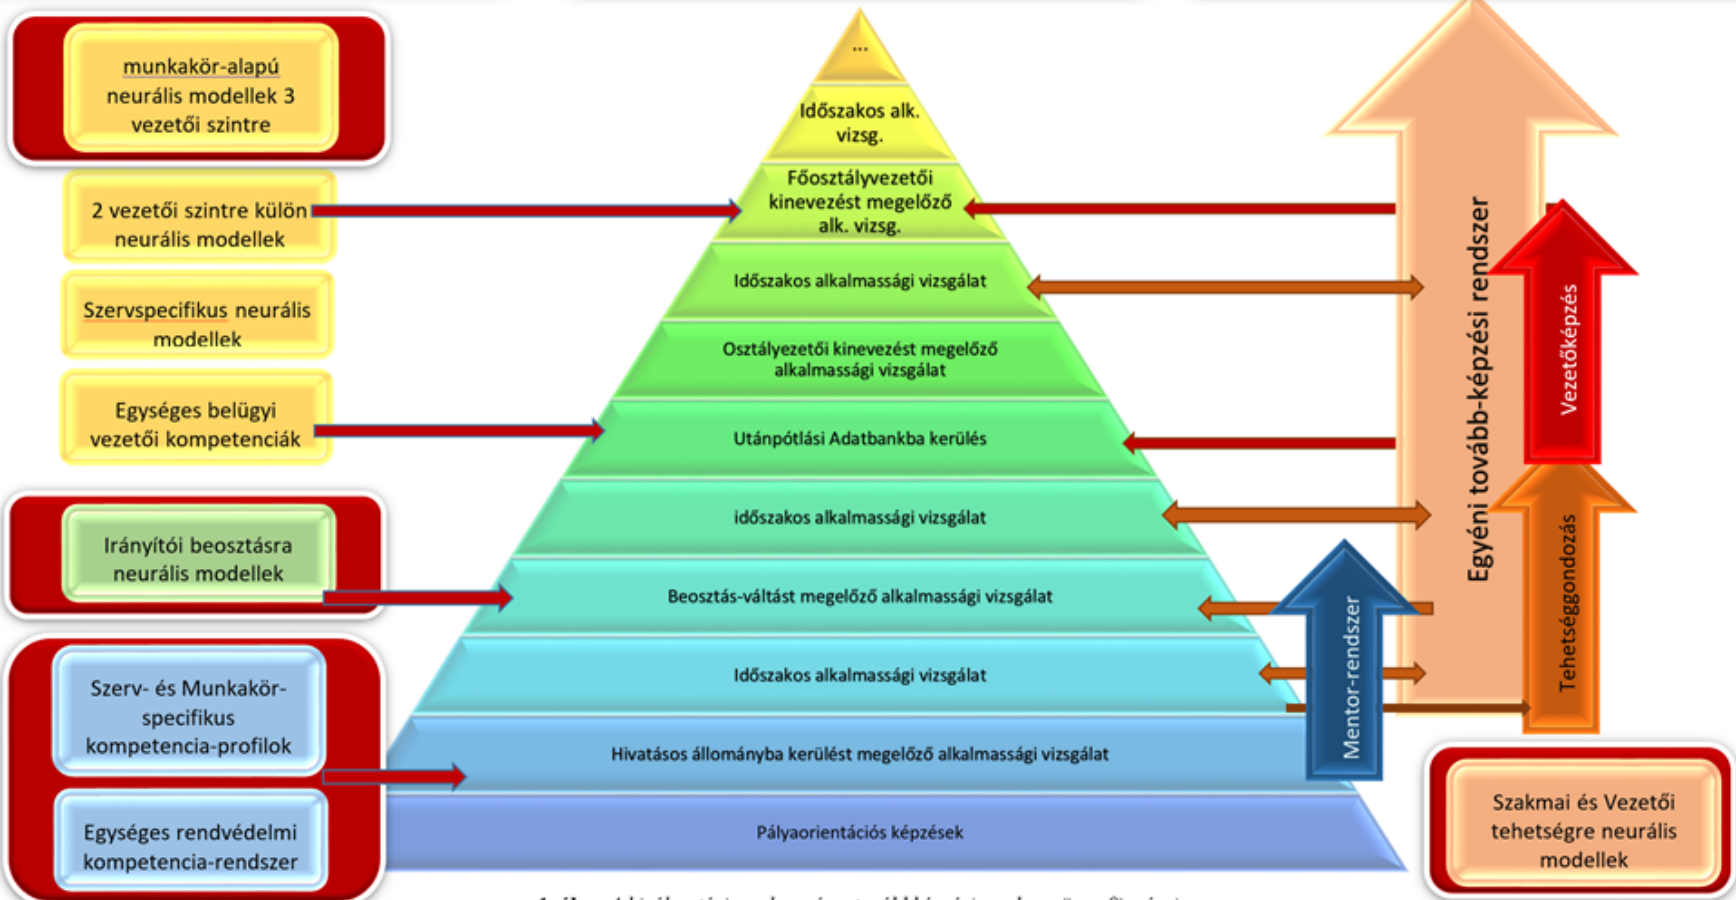 munkakör-alapú
neurális modellek 3
vezetői szintre
2 vezetői szintre külön
neurális modellek
Szervspecifikus neurális
modellek
Egységes belügyi
vezetői kompetenciák
Irányítói beosztásra
neurális modellek
Szerv- és Munkakör-
specifikus
kompetencia-profilok
Egységes rendvédelmi
kompetencia-rendszer
...
Időszakos alk.
vizsg.
Főosztályvezetői
kinevezést megelőző
alk. vizsg.
Időszakos alkalmassági vizsgálat
Osztályezetői kinevezést megelőző
alkalmassági vizsgálat
Utánpótlási Adatbankba kerülés
időszakos alkalmassági vizsgálat
Beosztás-váltást megelőző alkalmassági vizsgálat
Időszakos alkalmassági vizsgálat
Hivatásos állományba kerülést megelőző alkalmassági vizsgálat
Pályaorientációs képzések
Mentor-rendszer
Egyéni tovább-képzési rendszer
Vezetőképzés
Tehetséggondozás
Szakmai és Vezetői
tehetségre neurális
modellek